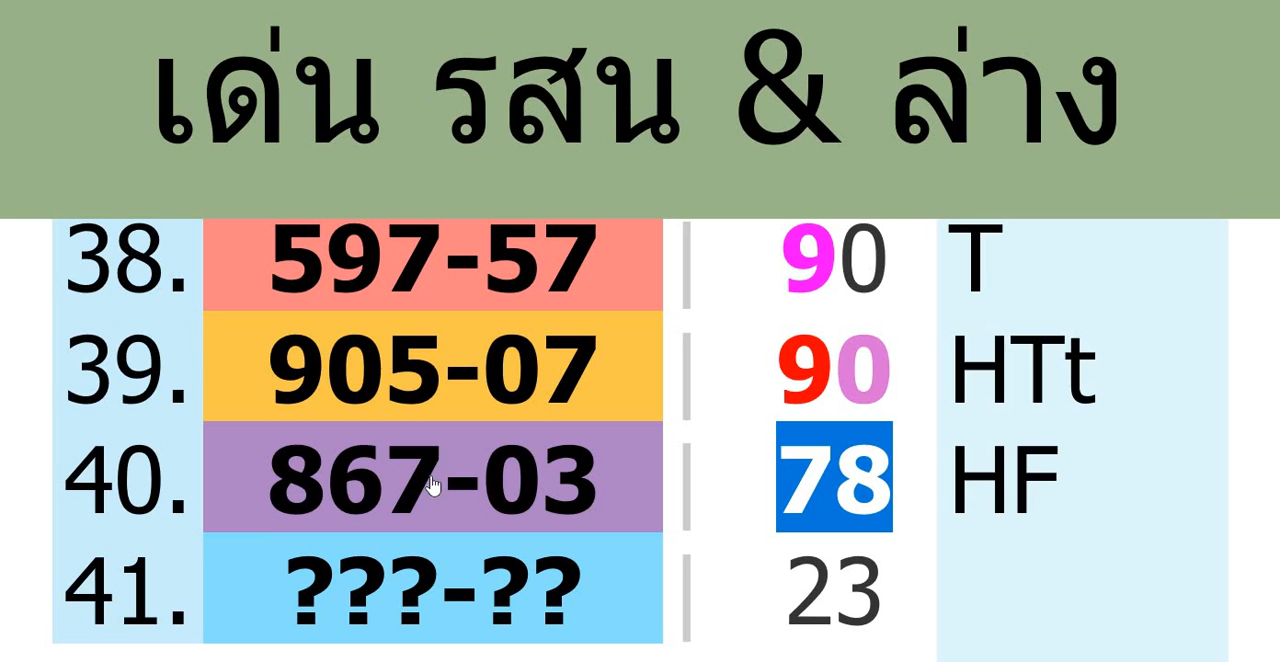 เด่น รสน & ล่าง
38. 597-57 | 90 T
39. 905-07 | 90 HTt
40. 867-03 | 78 HF
41. ???-?? | 23